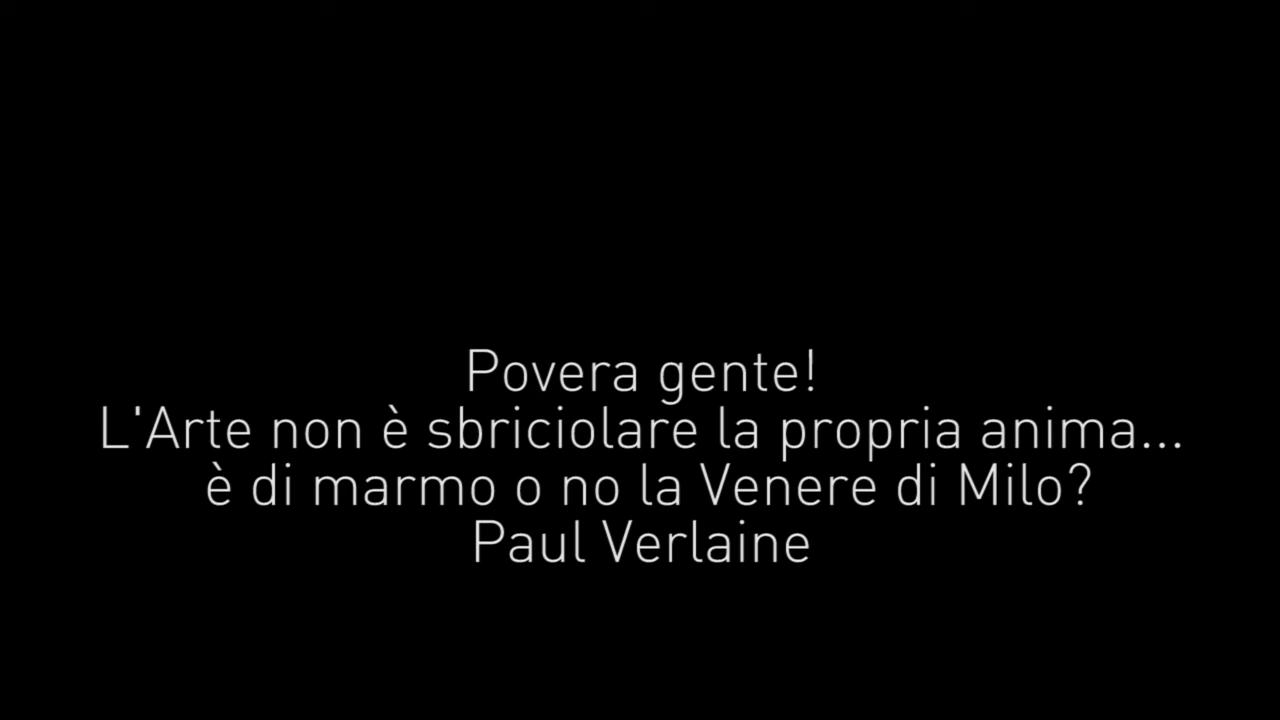 Povera gente!
L'Arte non è sbriciolare la propria anima...
è di marmo o no la Venere di Milo?
Paul Verlaine